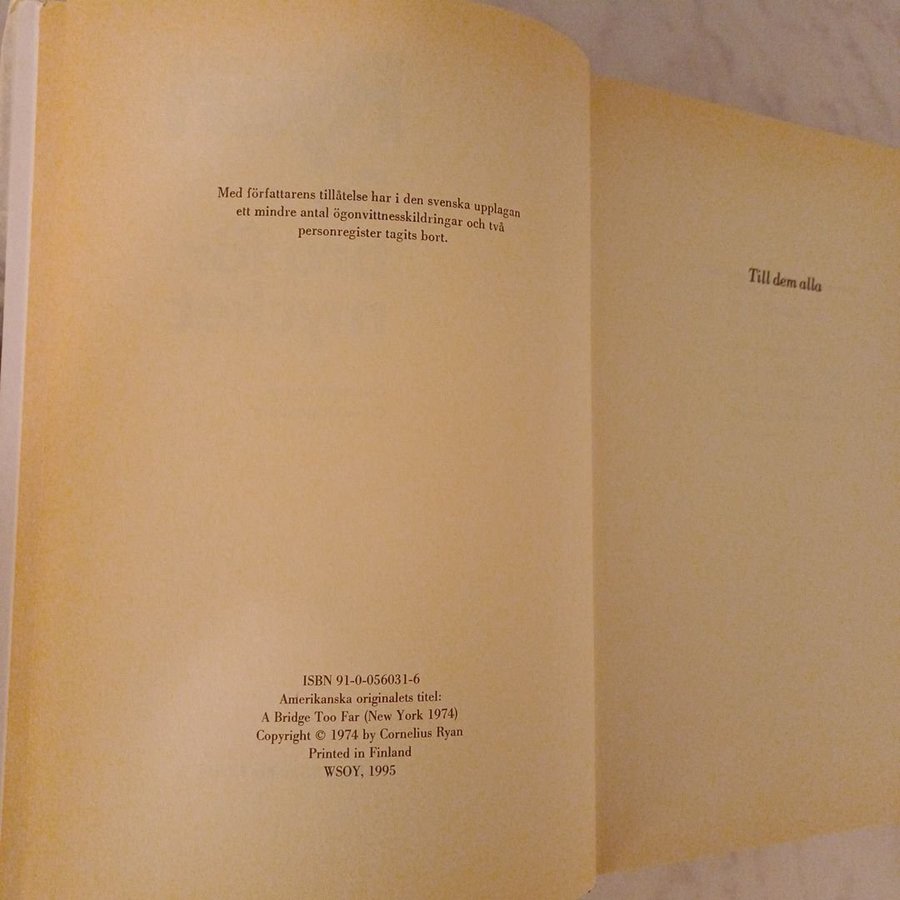 Med författarens tillåtelse har i den svenska upplagan
ett mindre antal ögonvittnesskildringar och två
personregister tagits bort.
ISBN 91-0-056031-6
Amerikanska originalets titel:
A Bridge Too Far (New York 1974)
Copyright © 1974 by Cornelius Ryan
Printed in Finland
WSOY, 1995
Till dem alla